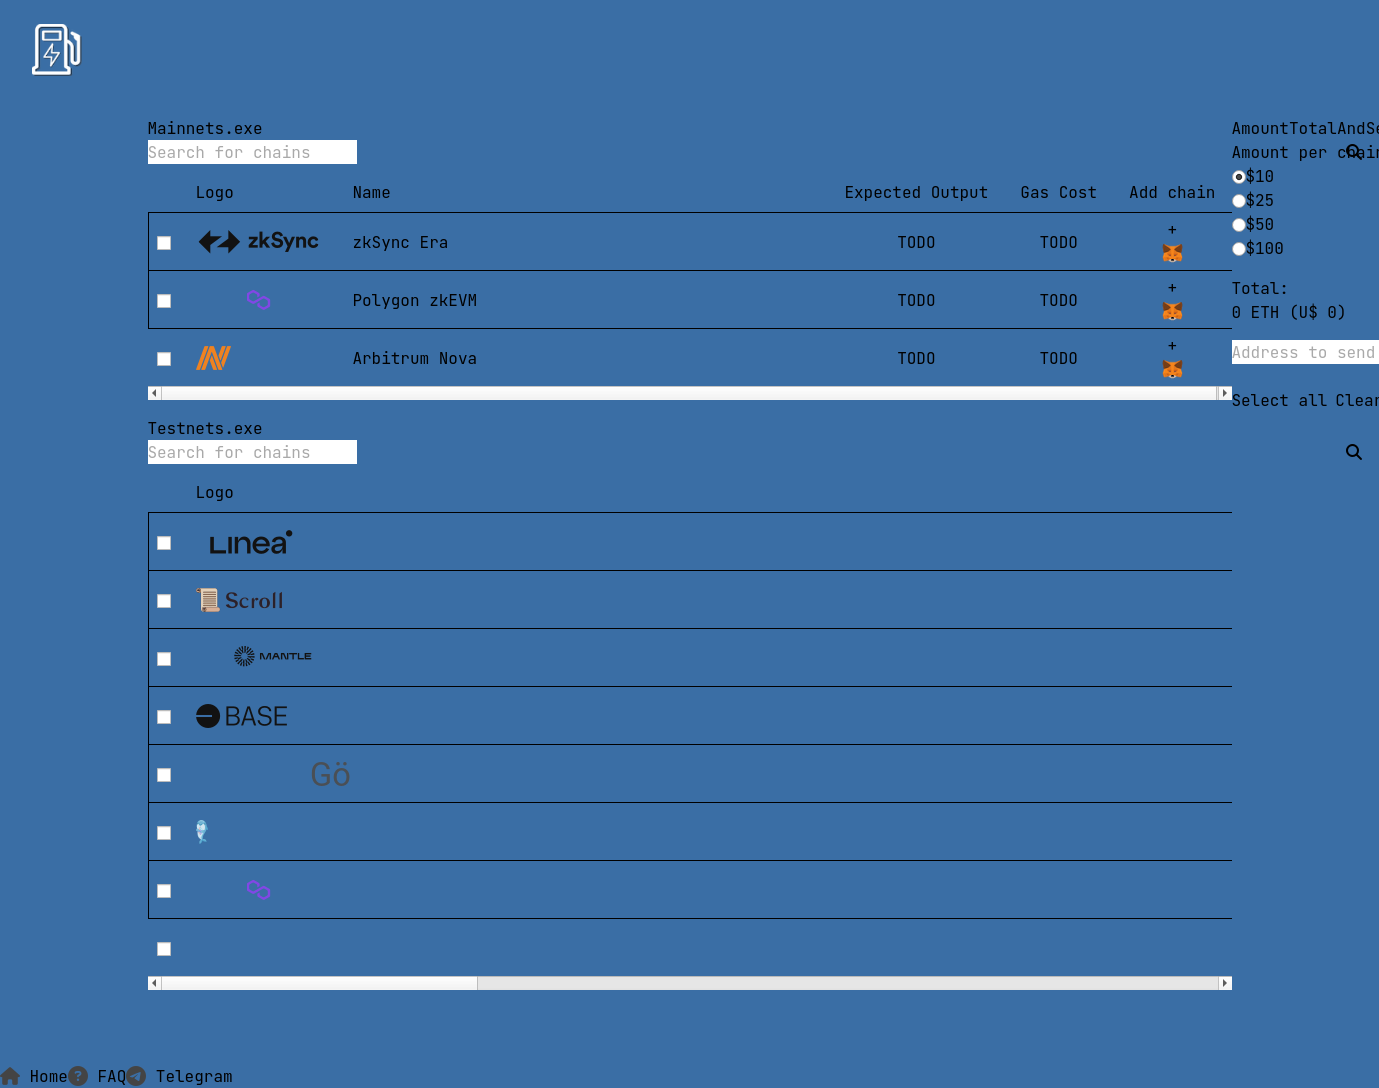 Mainnets.exe
Search for chains
Logo Name Expected Output Gas Cost Add chain
zkSync zkSync Era TODO TODO +
Polygon zkEVM TODO TODO +
Arbitrum Nova TODO TODO +
AmountTotalAndSe
Amount per chain
$10
$25
$50
$100
Total:
0 ETH (U$ 0)
Address to send
Select all Clear
Testnets.exe
Search for chains
Logo
Linea
Scroll
MANTLE
BASE
Gö
Home ? FAQ Telegram